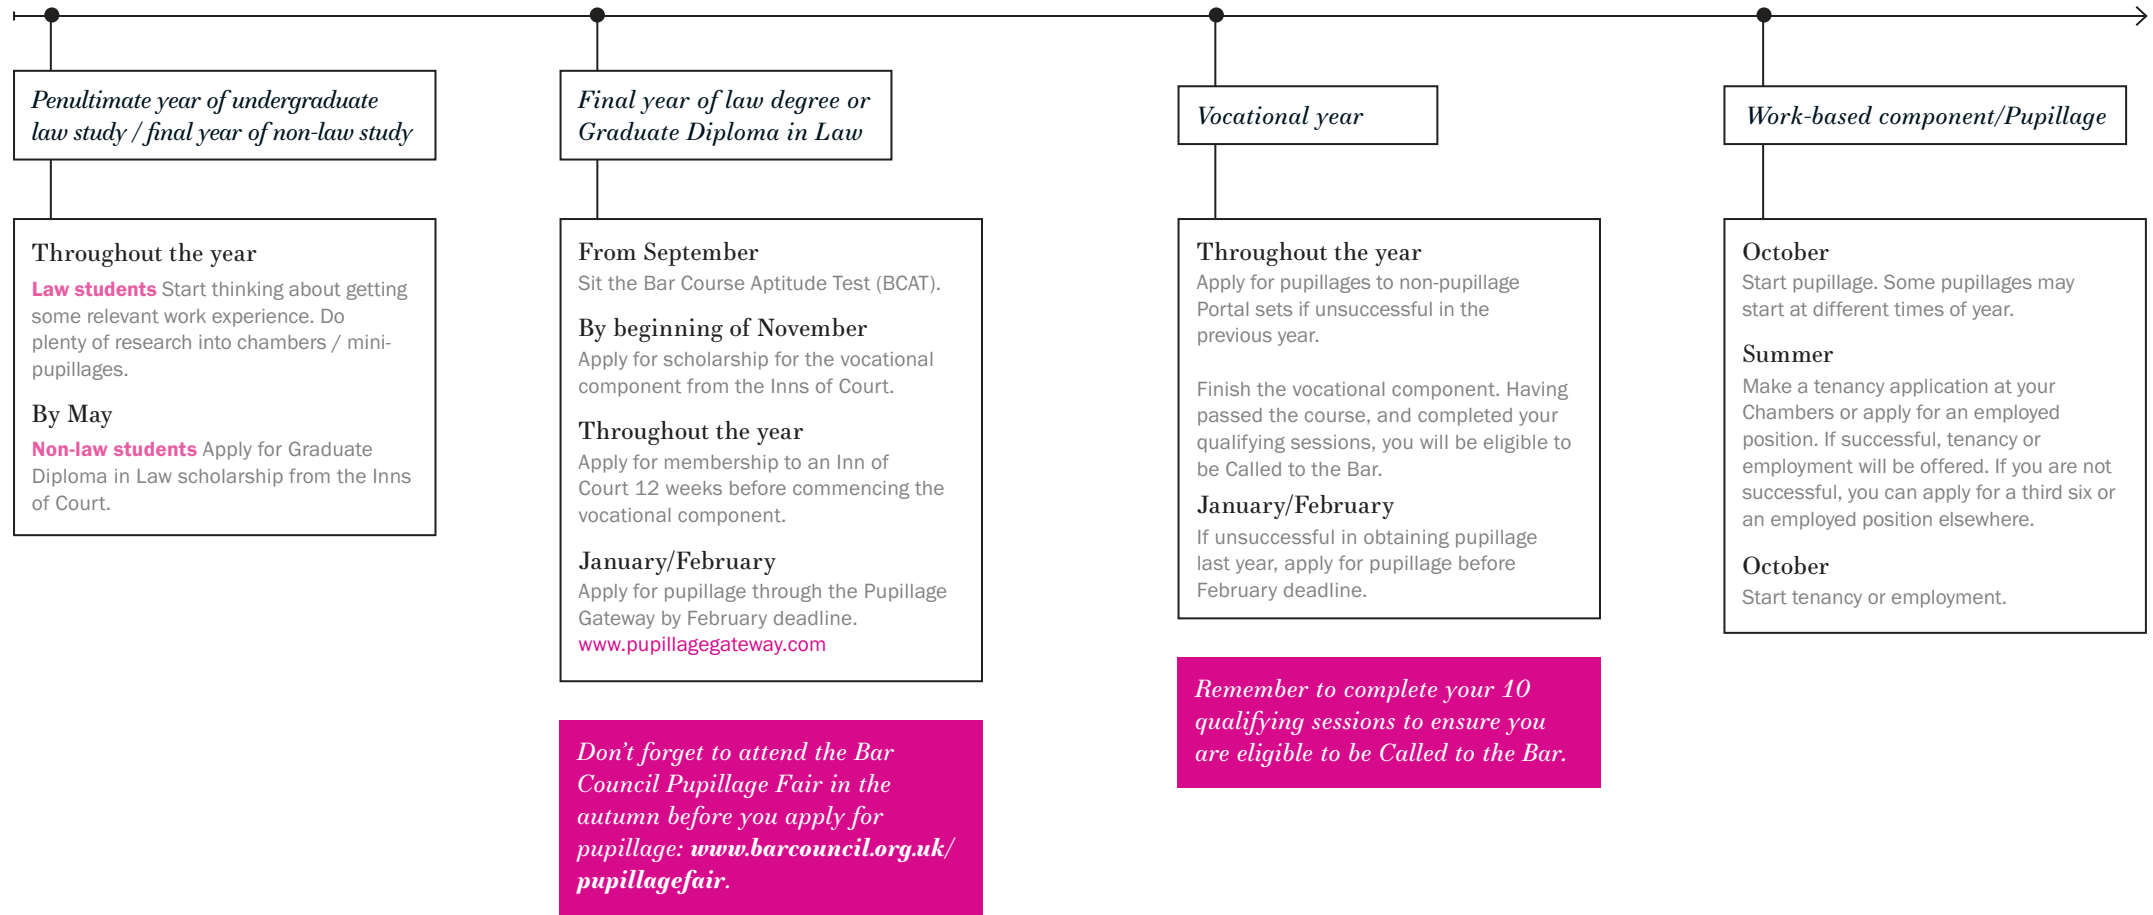 Penultimate year of undergraduate
law study / final year of non-law study
Throughout the year
Law students Start thinking about getting
some relevant work experience. Do
plenty of research into chambers / mini-
pupillages.
By May
Non-law students Apply for Graduate
Diploma in Law scholarship from the Inns
of Court.
Final year of law degree or
Graduate Diploma in Law
From September
Sit the Bar Course Aptitude Test (BCAT).
By beginning of November
Apply for scholarship for the vocational
component from the Inns of Court.
Throughout the year
Apply for membership to an Inn of
Court 12 weeks before commencing the
vocational component.
January/February
Apply for pupillage through the Pupillage
Gateway by February deadline.
www.pupillagegateway.com
Don't forget to attend the Bar
Council Pupillage Fair in the
autumn before you apply for
pupillage: www.barcouncil.org.uk/
pupillagefair.
Vocational year
Throughout the year
Apply for pupillages to non-pupillage
Portal sets if unsuccessful in the
previous year.
Finish the vocational component. Having
passed the course, and completed your
qualifying sessions, you will be eligible to
be Called to the Bar.
January/February
If unsuccessful in obtaining pupillage
last year, apply for pupillage before
February deadline.
Remember to complete your 10
qualifying sessions to ensure you
are eligible to be Called to the Bar.
Work-based component/Pupillage
October
Start pupillage. Some pupillages may
start at different times of year.
Summer
Make a tenancy application at your
Chambers or apply for an employed
position. If successful, tenancy or
employment will be offered. If you are not
successful, you can apply for a third six or
an employed position elsewhere.
October
Start tenancy or employment.